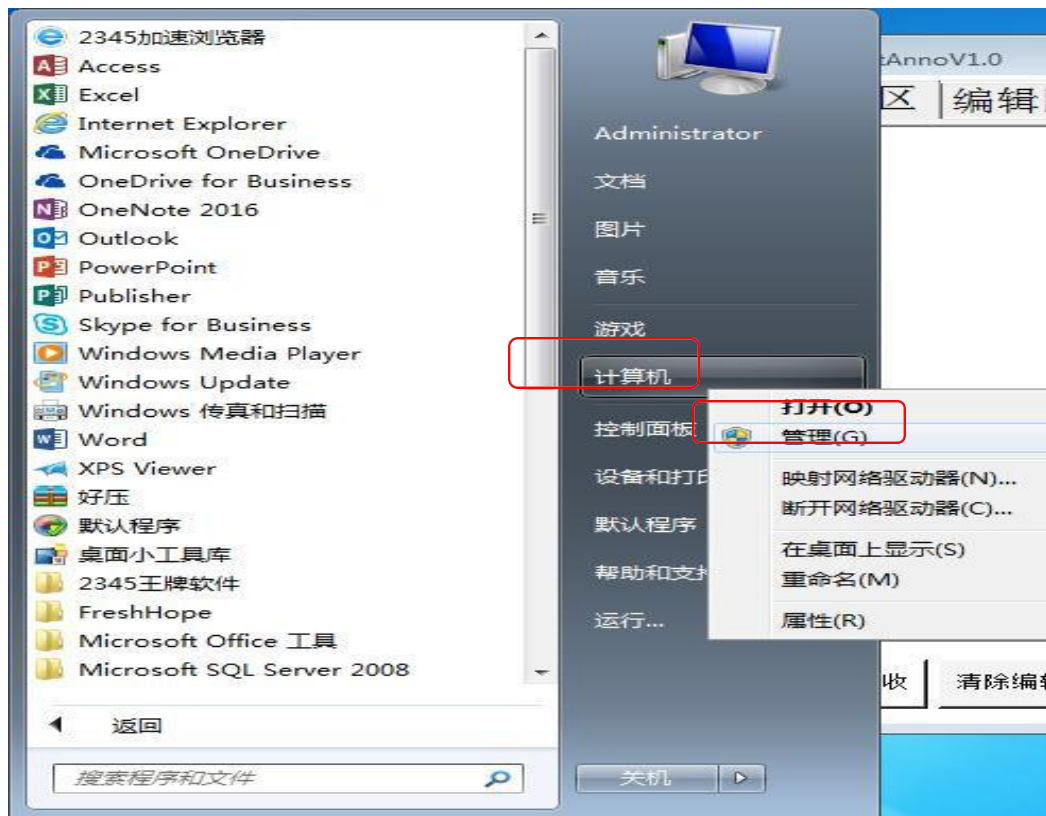 2345加速浏览器
Access
Excel
Internet Explorer
Microsoft OneDrive
OneDrive for Business
OneNote 2016
Outlook
PowerPoint
Publisher
Skype for Business
Windows Media Player
Windows Update
Windows 传真和扫描
Word
XPS Viewer
好压
默认程序
桌面小工具库
2345王牌软件
FreshHope
Microsoft Office 工具
Microsoft SQL Server 2008
返回
搜索程序和文件
Administrator
文档
图片
音乐
游戏
计算机
控制面板
设备和打印
默认程序
帮助和支持
运行...
关机
打开(O)
管理(G)
映射网络驱动器(N)...
断开网络驱动器(C)...
在桌面上显示(S)
重命名(M)
属性(R)
tAnnoV1.0
区 编辑
收 清除编辑